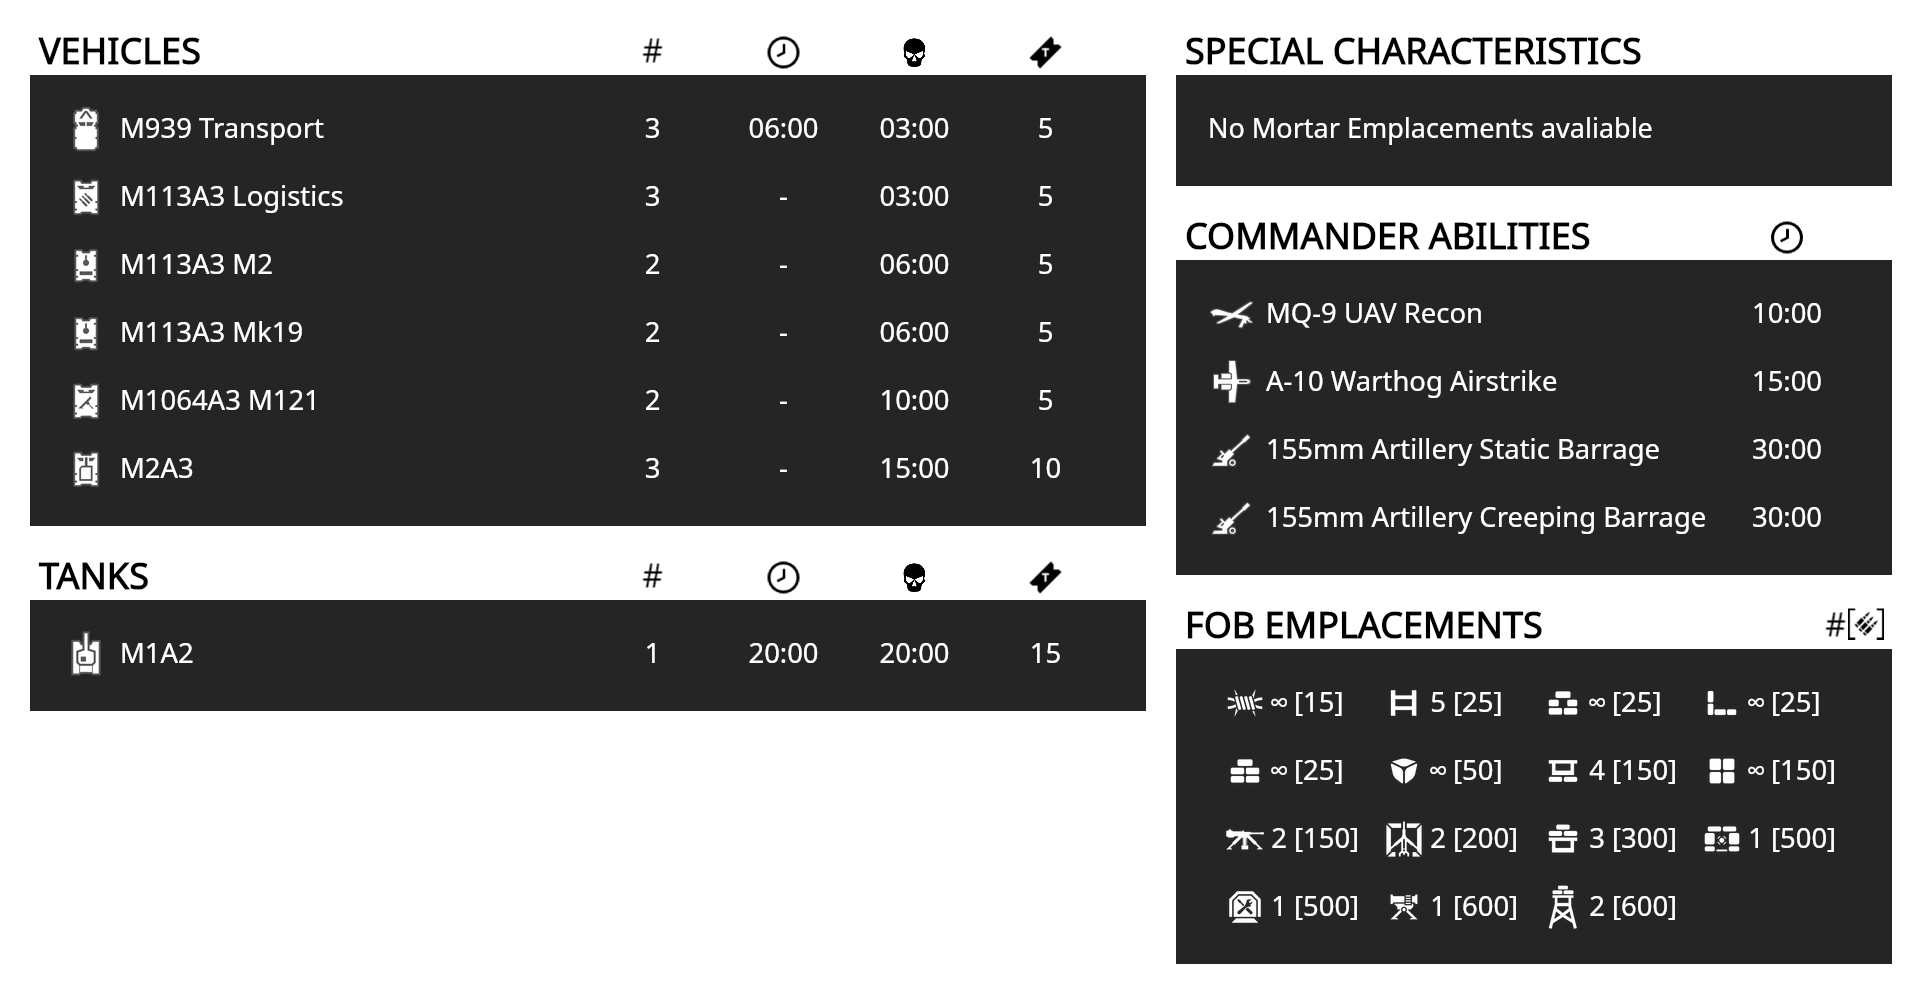 VEHICLES #
M939 Transport 3 06:00 03:00 5
M113A3 Logistics 3 - 03:00 5
M113A3 M2 2 - 06:00 5
M113A3 Mk19 2 - 06:00 5
M1064A3 M121 2 - 10:00 5
M2A3 3 - 15:00 10
TANKS #
M1A2 1 20:00 20:00 15
SPECIAL CHARACTERISTICS
No Mortar Emplacements avaliable
COMMANDER ABILITIES
MQ-9 UAV Recon 10:00
A-10 Warthog Airstrike 15:00
155mm Artillery Static Barrage 30:00
155mm Artillery Creeping Barrage 30:00
FOB EMPLACEMENTS #[ ]
∞ [15] 5 [25] ∞ [25] ∞ [25]
∞ [25] ∞ [50] 4 [150] ∞ [150]
2 [150] 2 [200] 3 [300] 1 [500]
1 [500] 1 [600] 2 [600]